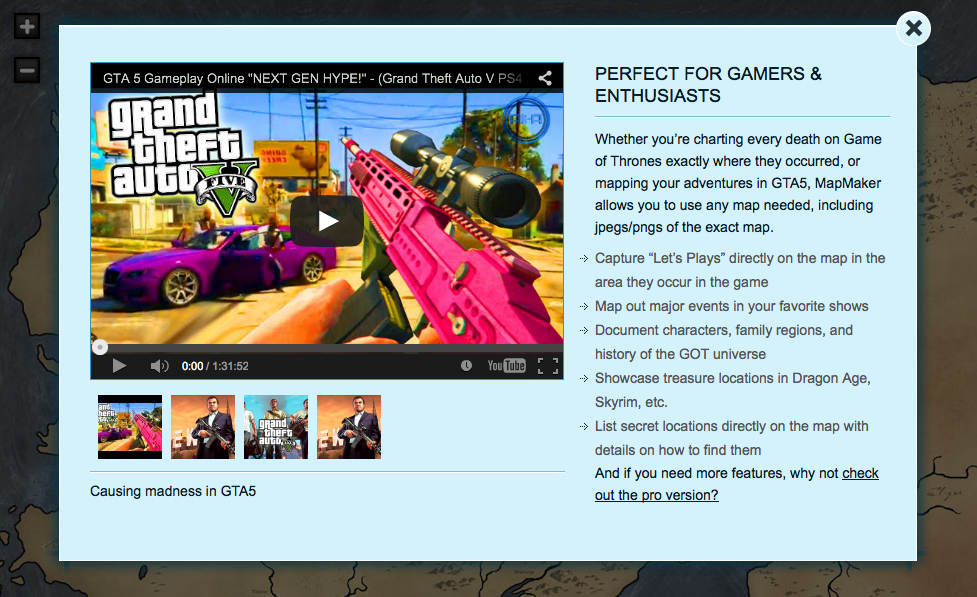 GTA 5 Gameplay Online "NEXT GEN HYPE!" - (Grand Theft Auto V PS4
grand
theft
auto
V
FIVE
0:00 / 1:31:52
YouTube
grand
theft
auto
Causing madness in GTA5
PERFECT FOR GAMERS &
ENTHUSIASTS
Whether you’re charting every death on Game
of Thrones exactly where they occurred, or
mapping your adventures in GTA5, MapMaker
allows you to use any map needed, including
jpegs/pngs of the exact map.
Capture “Let’s Plays” directly on the map in the
area they occur in the game
Map out major events in your favorite shows
Document characters, family regions, and
history of the GOT universe
Showcase treasure locations in Dragon Age,
Skyrim, etc.
List secret locations directly on the map with
details on how to find them
And if you need more features, why not check
out the pro version?